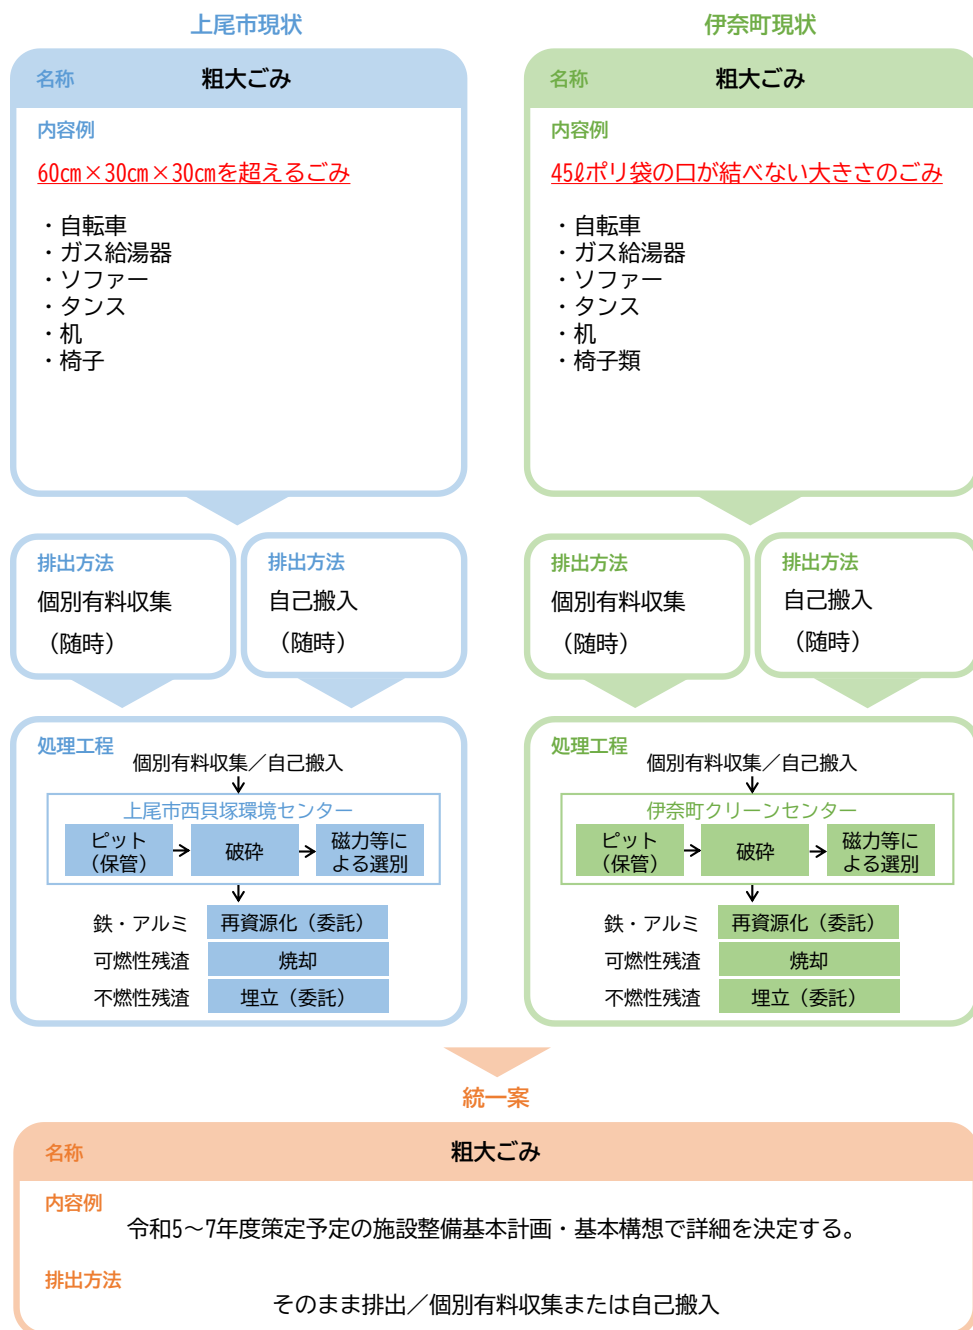 上尾市現状
名称 粗大ごみ
内容例
60㎝×30㎝×30㎝を超えるごみ
・自転車
・ガス給湯器
・ソファー
・タンス
・机
・椅子
排出方法
個別有料収集
（随時）
排出方法
自己搬入
（随時）
処理工程
個別有料収集／自己搬入
上尾市西貝塚環境センター
ピット
（保管）
破砕
磁力等に
よる選別
鉄・アルミ 再資源化（委託）
可燃性残渣 焼却
不燃性残渣 埋立（委託）
伊奈町現状
名称 粗大ごみ
内容例
45ℓポリ袋の口が結べない大きさのごみ
・自転車
・ガス給湯器
・ソファー
・タンス
・机
・椅子類
排出方法
個別有料収集
（随時）
排出方法
自己搬入
（随時）
処理工程
個別有料収集／自己搬入
伊奈町クリーンセンター
ピット
（保管）
破砕
磁力等に
よる選別
鉄・アルミ 再資源化（委託）
可燃性残渣 焼却
不燃性残渣 埋立（委託）
統一案
名称 粗大ごみ
内容例
令和5～7年度策定予定の施設整備基本計画・基本構想で詳細を決定する。
排出方法
そのまま排出／個別有料収集または自己搬入